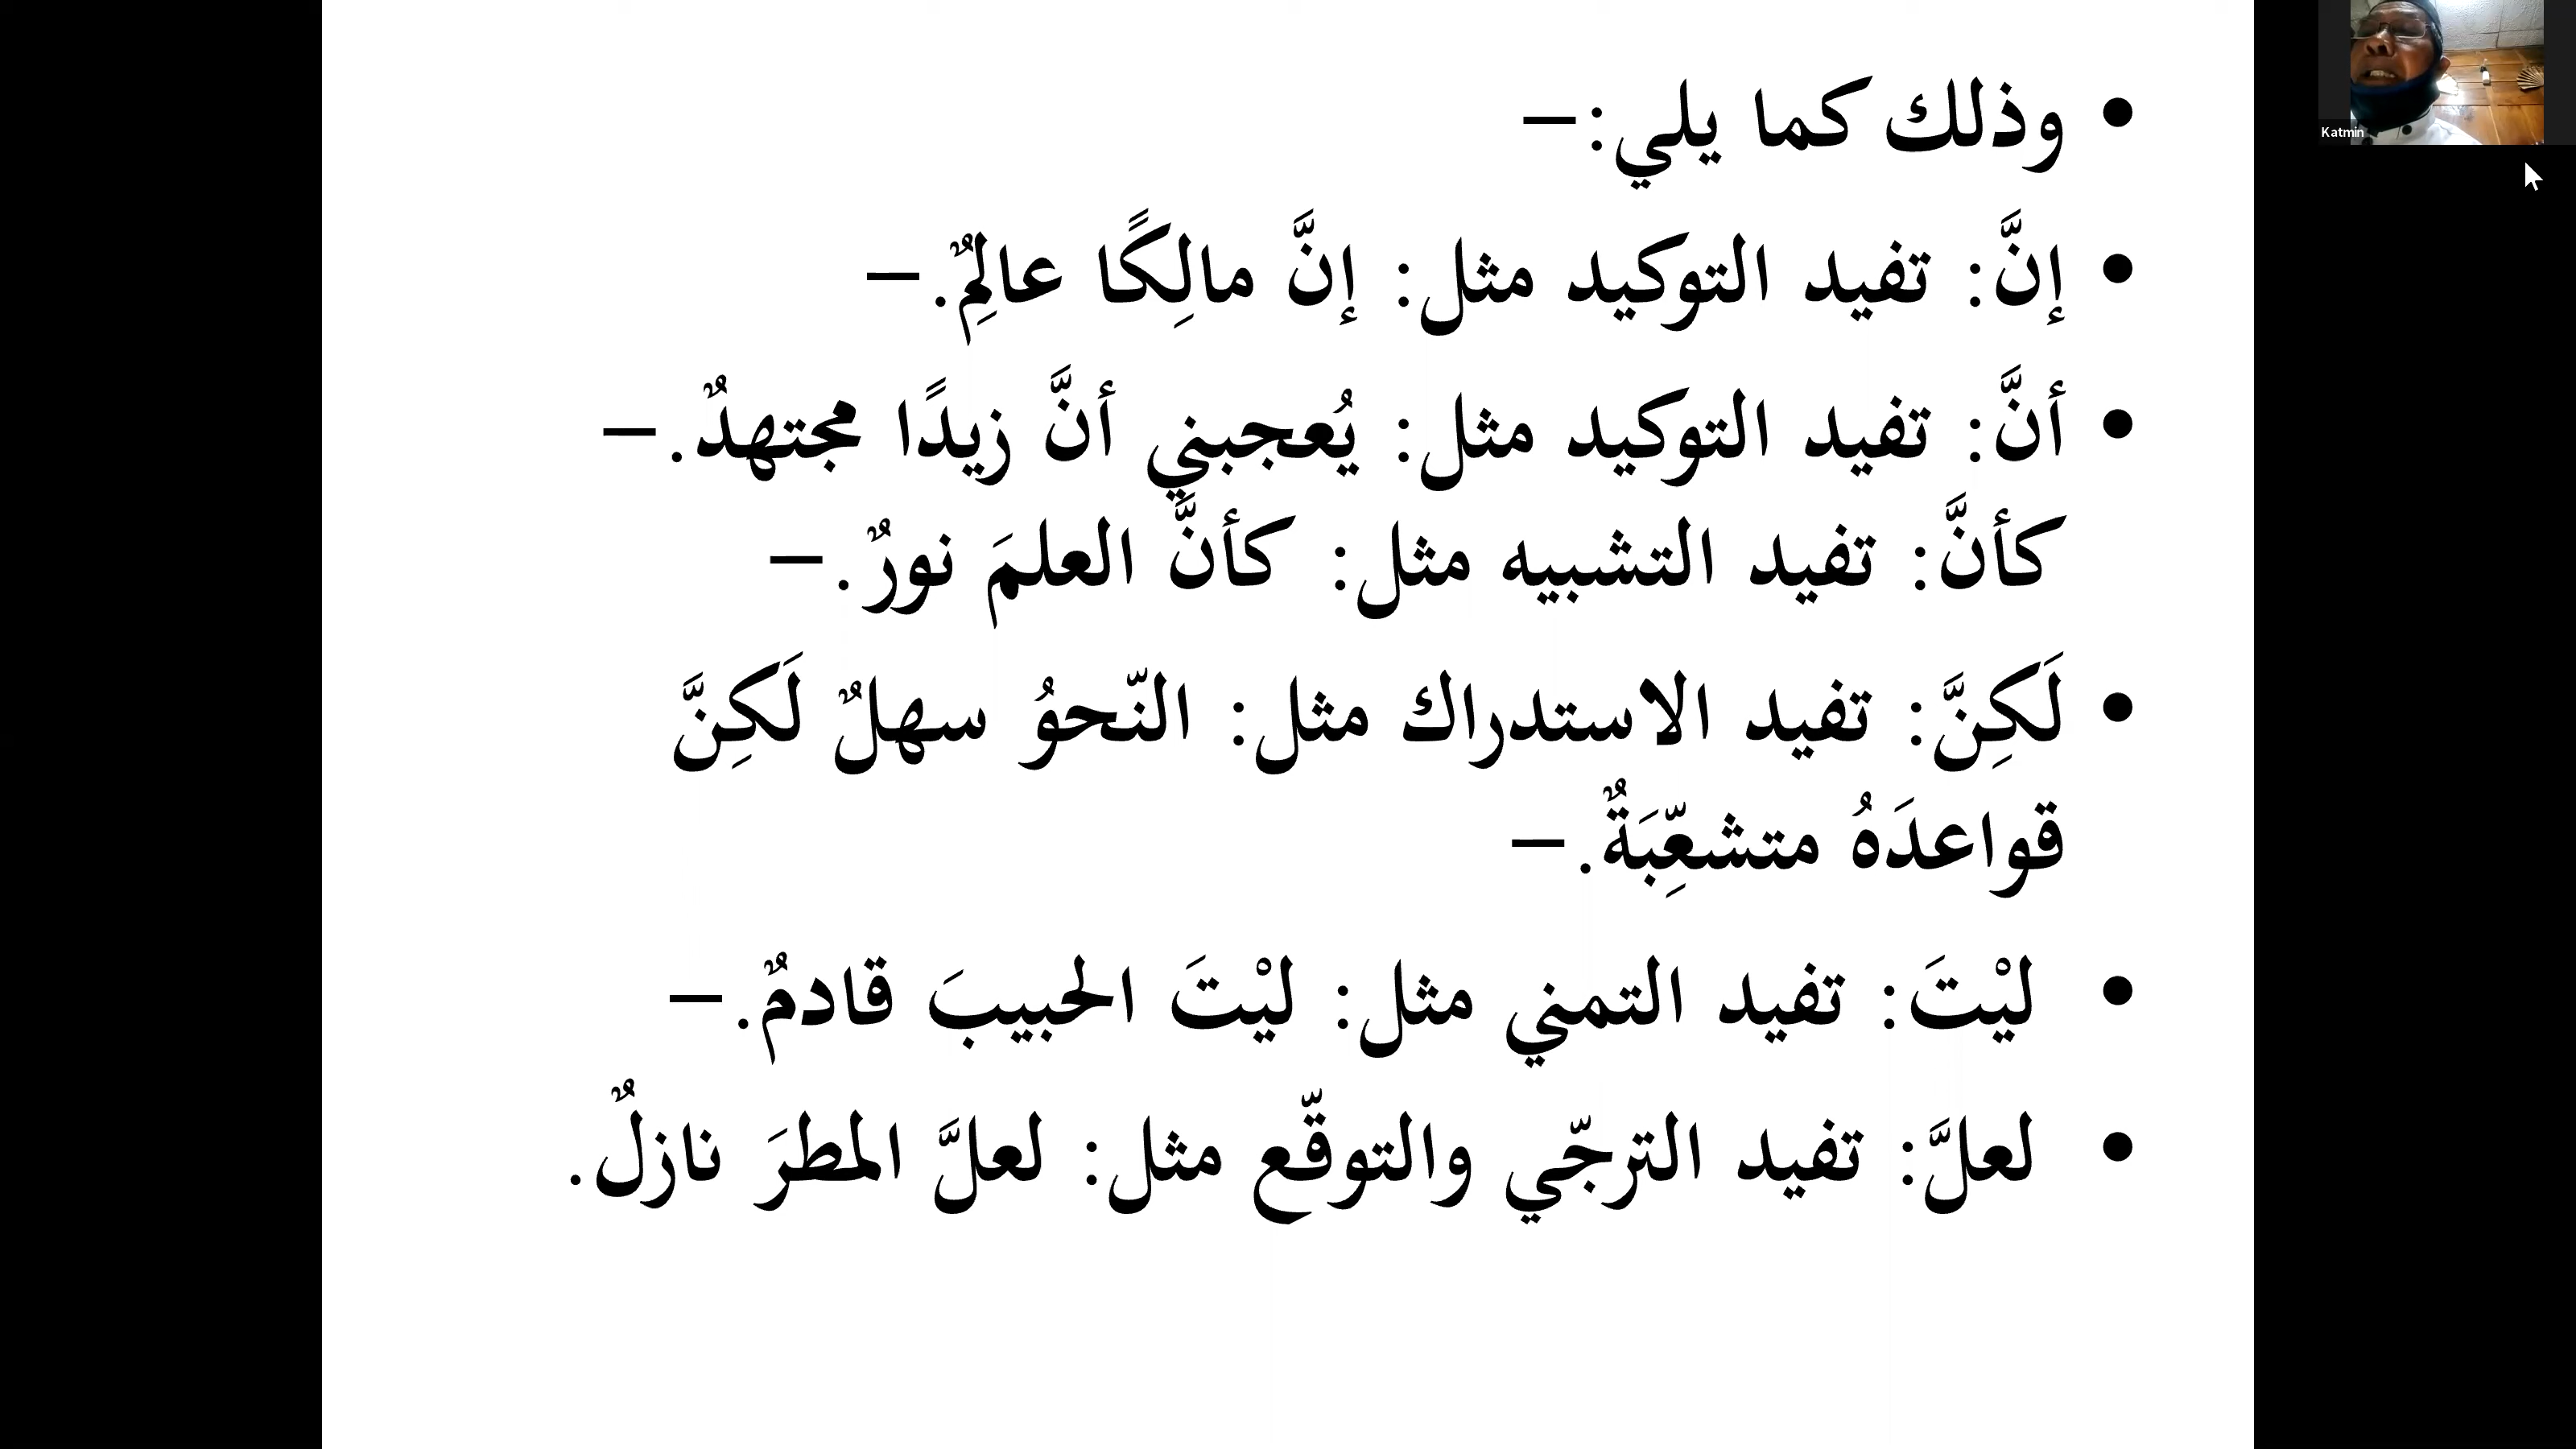 • وذلك كما يلي:–
• إنَّ: تفيد التوكيد مثل: إنَّ مالِكًا عالِمٌ.–
• أنَّ: تفيد التوكيد مثل: يُعجبني أنَّ زيدًا مجتهدٌ.–
كأنَّ: تفيد التشبيه مثل: كأنَّ العلمَ نورٌ.–
• لَكِنَّ: تفيد الاستدراك مثل: النّحوُ سهلٌ لَكِنَّ
قواعدَهُ متشعِّبَةٌ.–
• ليْتَ: تفيد التمني مثل: ليْتَ الحبيبَ قادمٌ.–
• لعلَّ: تفيد الترجّي والتوقّع مثل: لعلَّ المطرَ نازلٌ.
Katmin